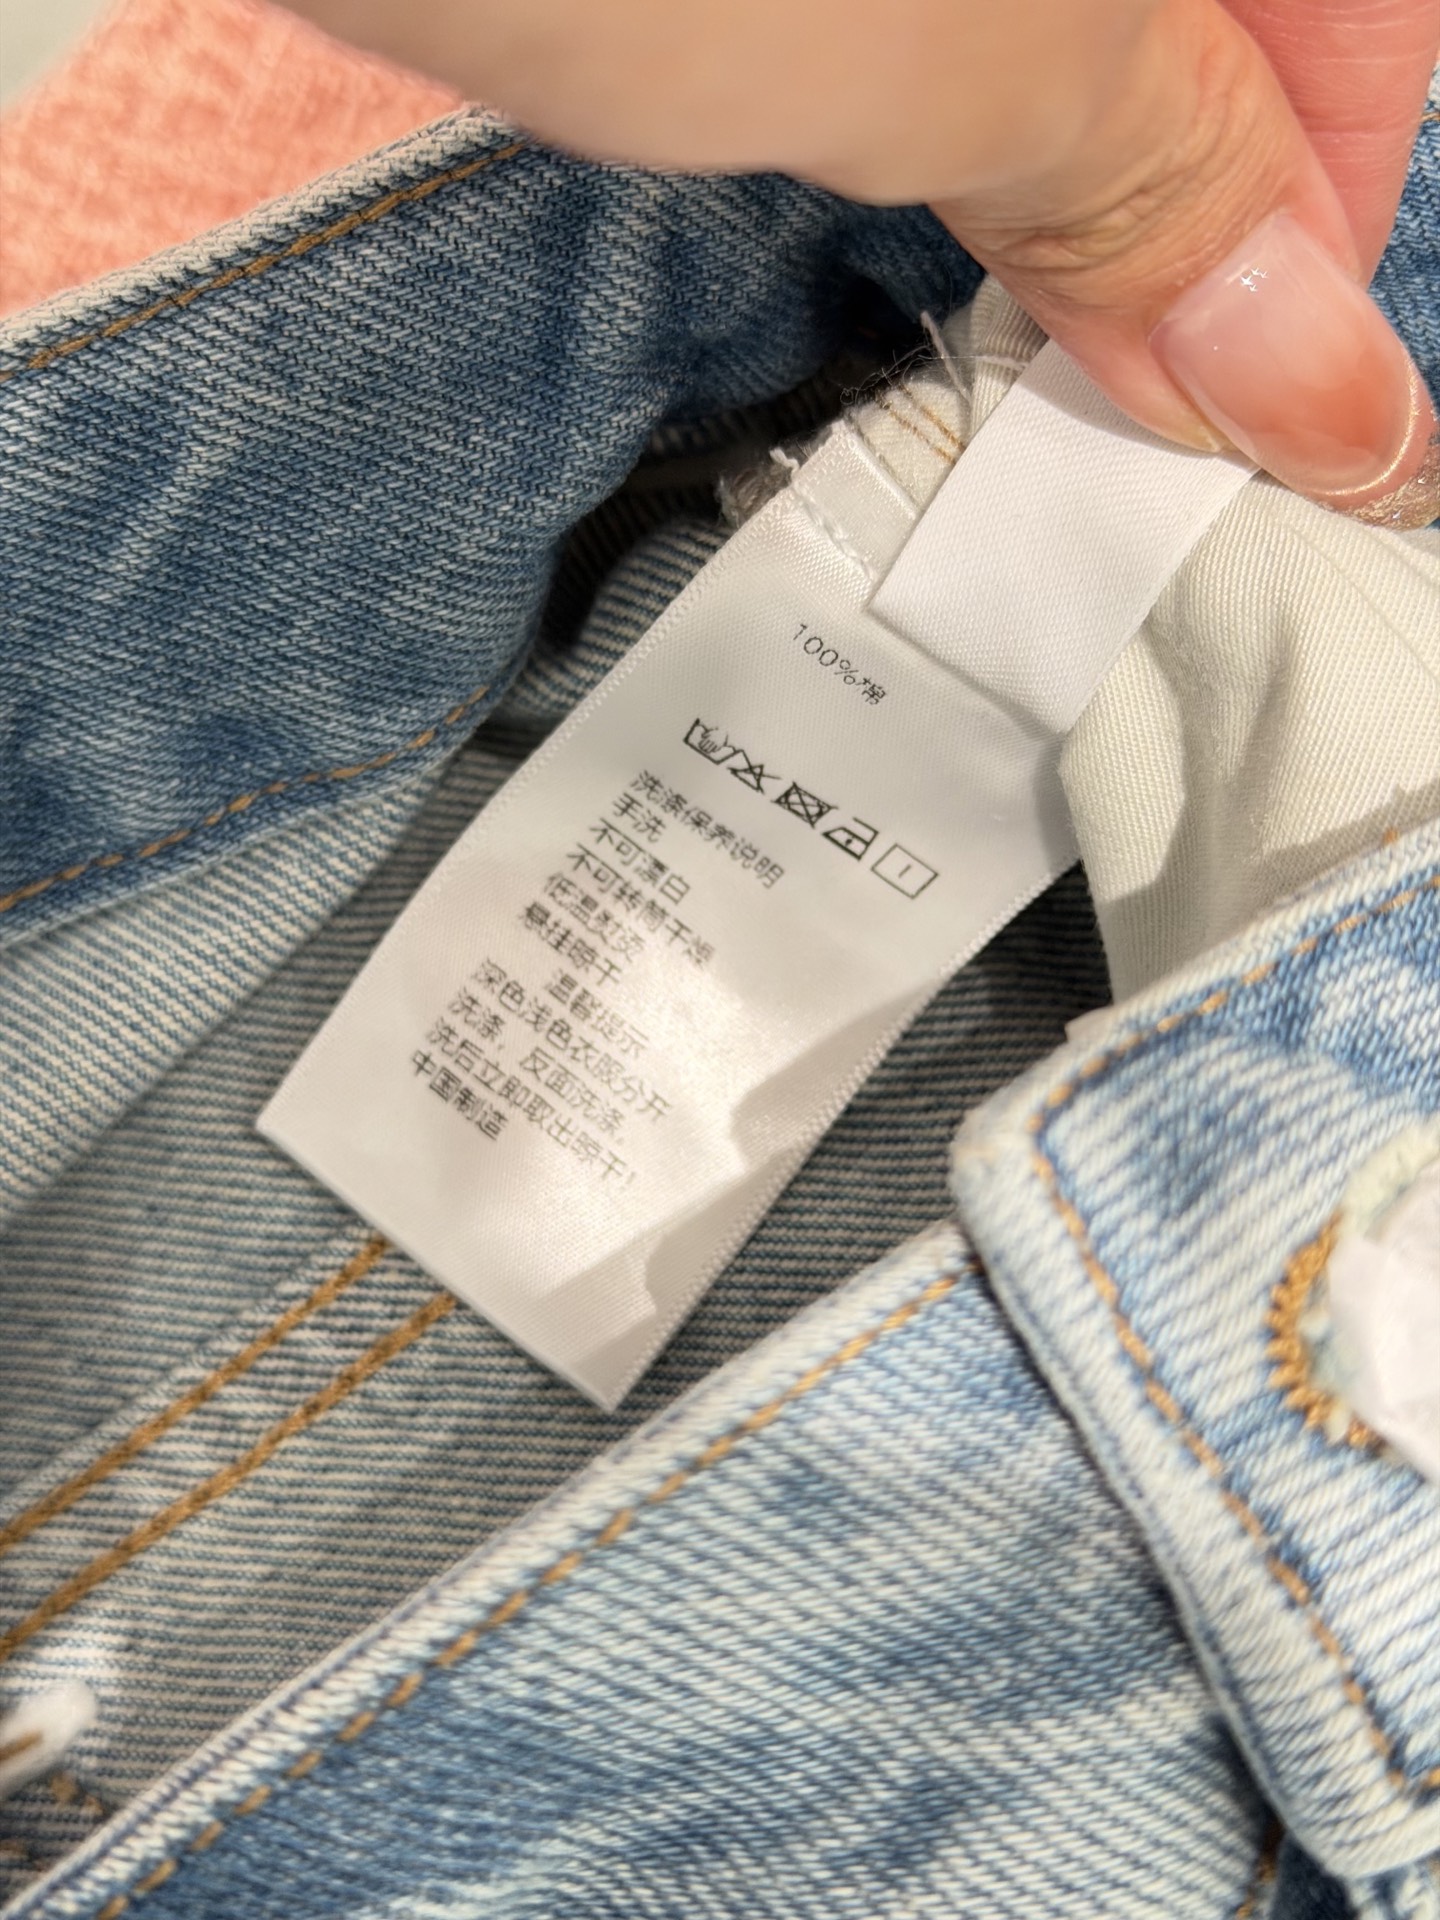 100%棉
洗涤保养说明
手洗
不可漂白
不可转筒干燥
低温熨烫
悬挂晾干
温馨提示
深色浅色衣服分开
洗涤，反面洗涤，
洗后立即取出晾干！
中国制造